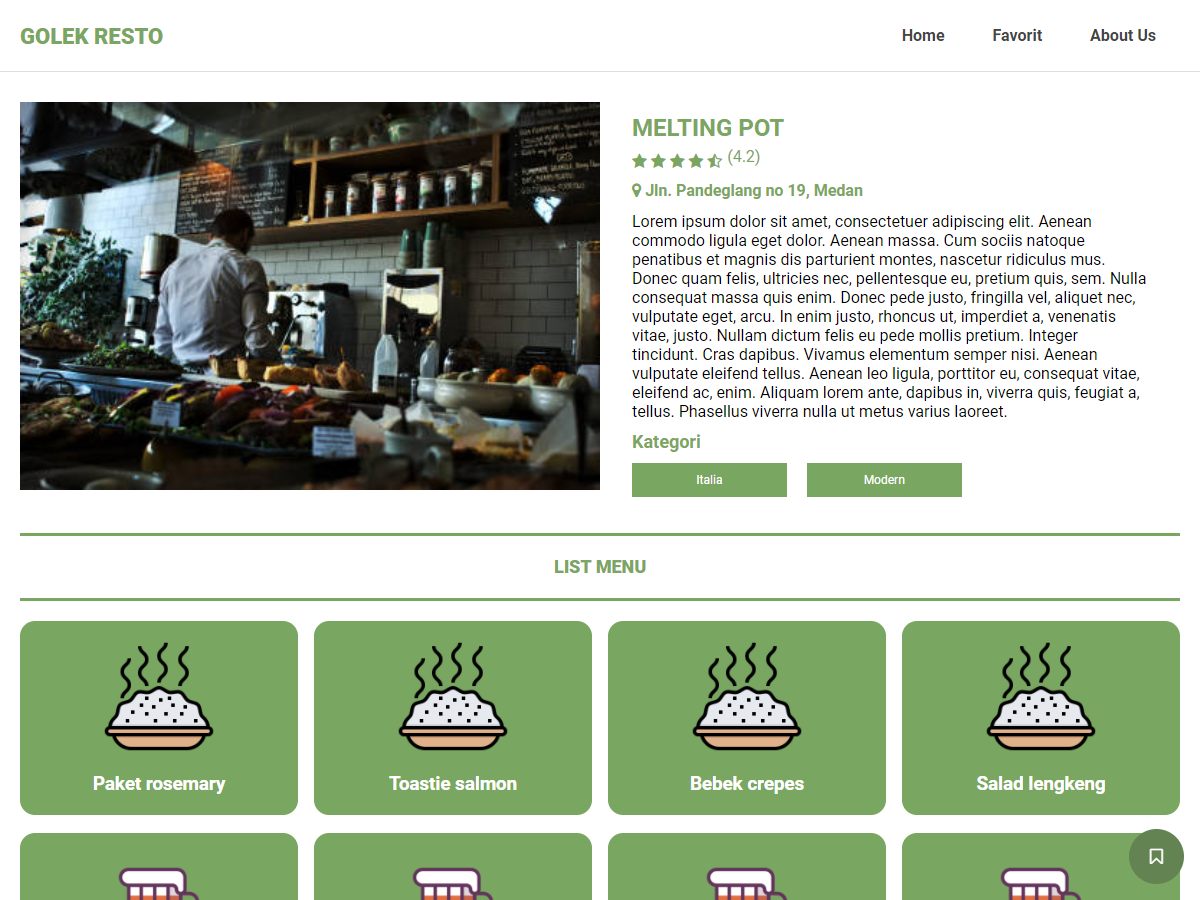 GOLEK RESTO
Home
Favorit
About Us
MELTING POT
(4.2)
Jln. Pandeglang no 19, Medan
Lorem ipsum dolor sit amet, consectetuer adipiscing elit. Aenean
commodo ligula eget dolor. Aenean massa. Cum sociis natoque
penatibus et magnis dis parturient montes, nascetur ridiculus mus.
Donec quam felis, ultricies nec, pellentesque eu, pretium quis, sem. Nulla
consequat massa quis enim. Donec pede justo, fringilla vel, aliquet nec,
vulputate eget, arcu. In enim justo, rhoncus ut, imperdiet a, venenatis
vitae, justo. Nullam dictum felis eu pede mollis pretium. Integer
tincidunt. Cras dapibus. Vivamus elementum semper nisi. Aenean
vulputate eleifend tellus. Aenean leo ligula, porttitor eu, consequat vitae,
eleifend ac, enim. Aliquam lorem ante, dapibus in, viverra quis, feugiat a,
tellus. Phasellus viverra nulla ut metus varius laoreet.
Kategori
Italia
Modern
LIST MENU
Paket rosemary
Toastie salmon
Bebek crepes
Salad lengkeng